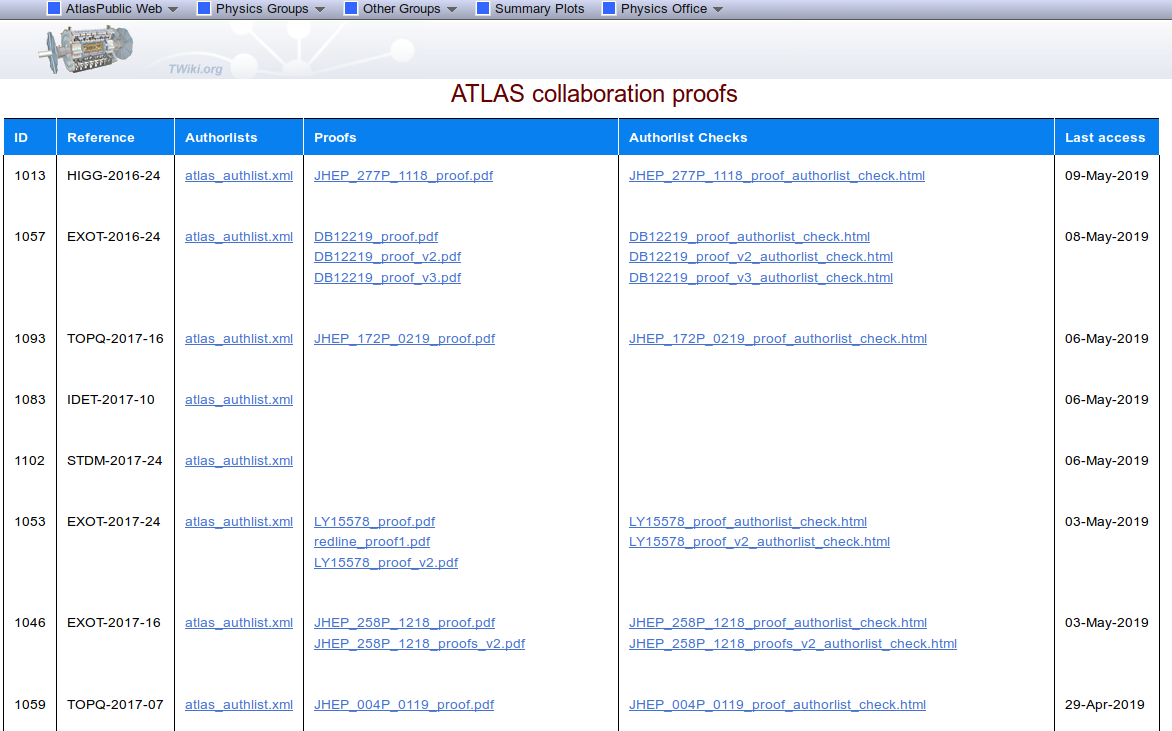 AtlasPublic Web Physics Groups Other Groups Summary Plots Physics Office
TWiki.org
ATLAS collaboration proofs
ID Reference Authorlists Proofs Authorlist Checks Last access
1013 HIGG-2016-24 atlas_authlist.xml JHEP_277P_1118_proof.pdf JHEP_277P_1118_proof_authorlist_check.html 09-May-2019
1057 EXOT-2016-24 atlas_authlist.xml DB12219_proof.pdf DB12219_proof_authorlist_check.html 08-May-2019
DB12219_proof_v2.pdf DB12219_proof_v2_authorlist_check.html
DB12219_proof_v3.pdf DB12219_proof_v3_authorlist_check.html
1093 TOPQ-2017-16 atlas_authlist.xml JHEP_172P_0219_proof.pdf JHEP_172P_0219_proof_authorlist_check.html 06-May-2019
1083 IDET-2017-10 atlas_authlist.xml 06-May-2019
1102 STDM-2017-24 atlas_authlist.xml 06-May-2019
1053 EXOT-2017-24 atlas_authlist.xml LY15578_proof.pdf LY15578_proof_authorlist_check.html 03-May-2019
redline_proof1.pdf LY15578_proof_v2_authorlist_check.html
LY15578_proof_v2.pdf
1046 EXOT-2017-16 atlas_authlist.xml JHEP_258P_1218_proof.pdf JHEP_258P_1218_proof_authorlist_check.html 03-May-2019
JHEP_258P_1218_proofs_v2.pdf JHEP_258P_1218_proofs_v2_authorlist_check.html
1059 TOPQ-2017-07 atlas_authlist.xml JHEP_004P_0119_proof.pdf JHEP_004P_0119_proof_authorlist_check.html 29-Apr-2019